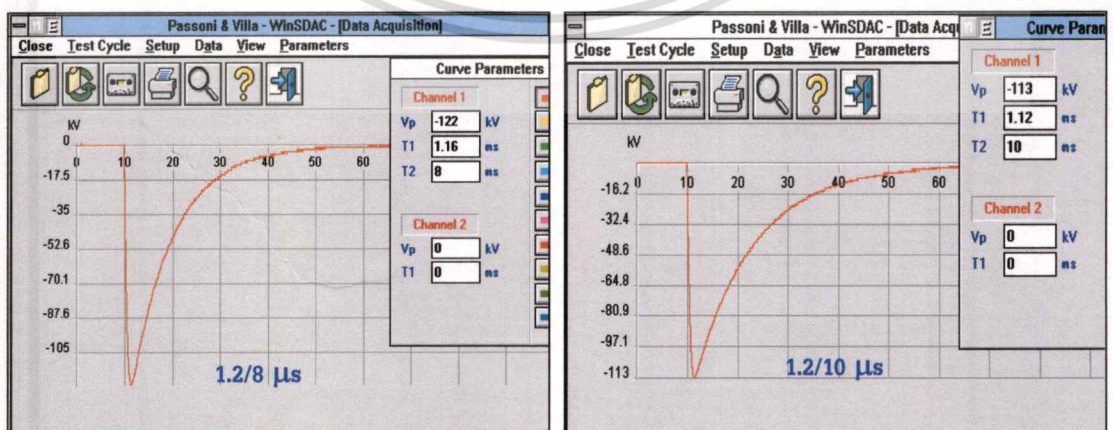 Passoni & Villa - WinSDAC - [Data Acquisition]
Close Test Cycle Setup Data View Parameters
Curve Parameters
Channel 1
Vp -122 kV
T1 1.16 ms
T2 8 ms
Channel 2
Vp 0 kV
T1 0 ms
kV
0
-17.5
-35
-52.6
-70.1
-87.6
-105
0 10 20 30 40 50 60
1.2/8 µs
Passoni & Villa - WinSDAC - [Data Acqu
Close Test Cycle Setup Data View Parameters
Curve Paran
Channel 1
Vp -113 kV
T1 1.12 ms
T2 10 ms
Channel 2
Vp 0 kV
T1 0 ms
kV
-16.2
-32.4
-48.6
-64.8
-80.9
-97.1
-113
0 10 20 30 40 50 60
1.2/10 µs